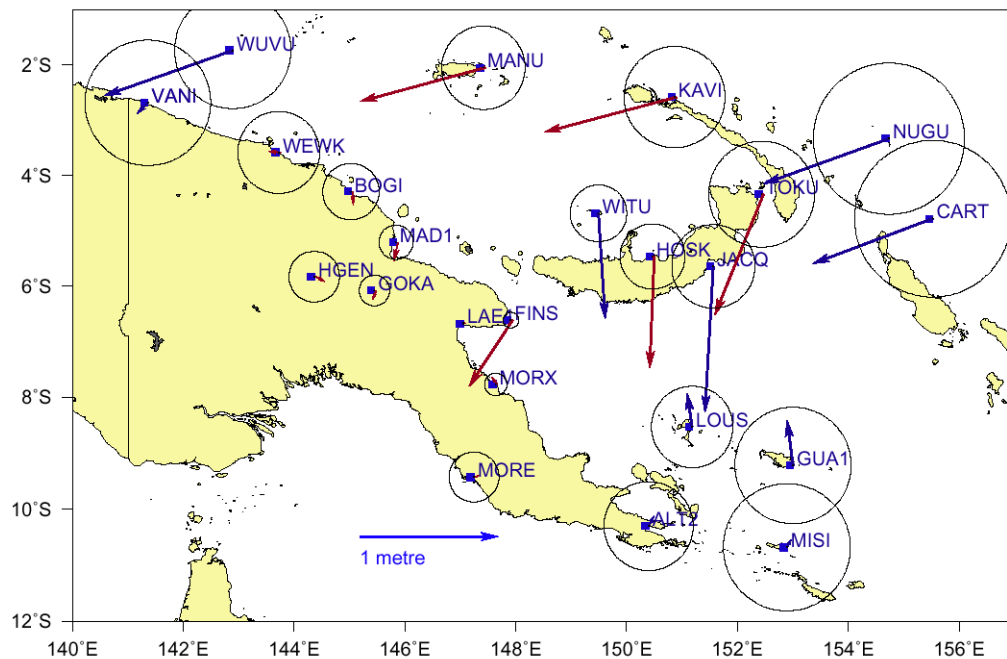 WUVU
MANU
2°S
KAVI
VANI
NUGU
WEWK
4°S
BOGI
TOKU
WITU
CART
MAD1
HOSK
JACQ
HGEN
GOKA
6°S
LAEA
FINS
MORX
8°S
LOUS
GUA1
MORE
10°S
ALT2
MISI
1 metre
12°S
140°E
142°E
144°E
146°E
148°E
150°E
152°E
154°E
156°E